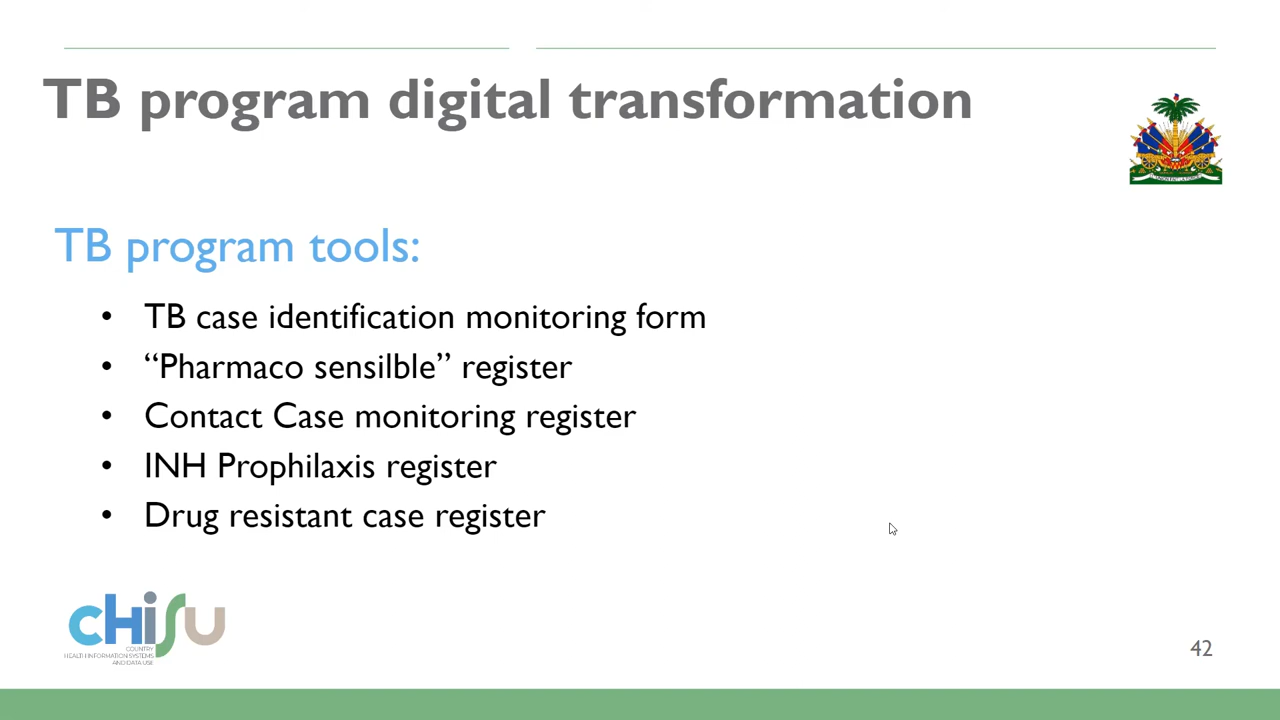 TB program digital transformation
TB program tools:
• TB case identification monitoring form
• “Pharmaco sensilble” register
• Contact Case monitoring register
• INH Prophilaxis register
• Drug resistant case register
CHISU
COUNTRY
HEALTH INFORMATION SYSTEMS
AND DATA USE
42